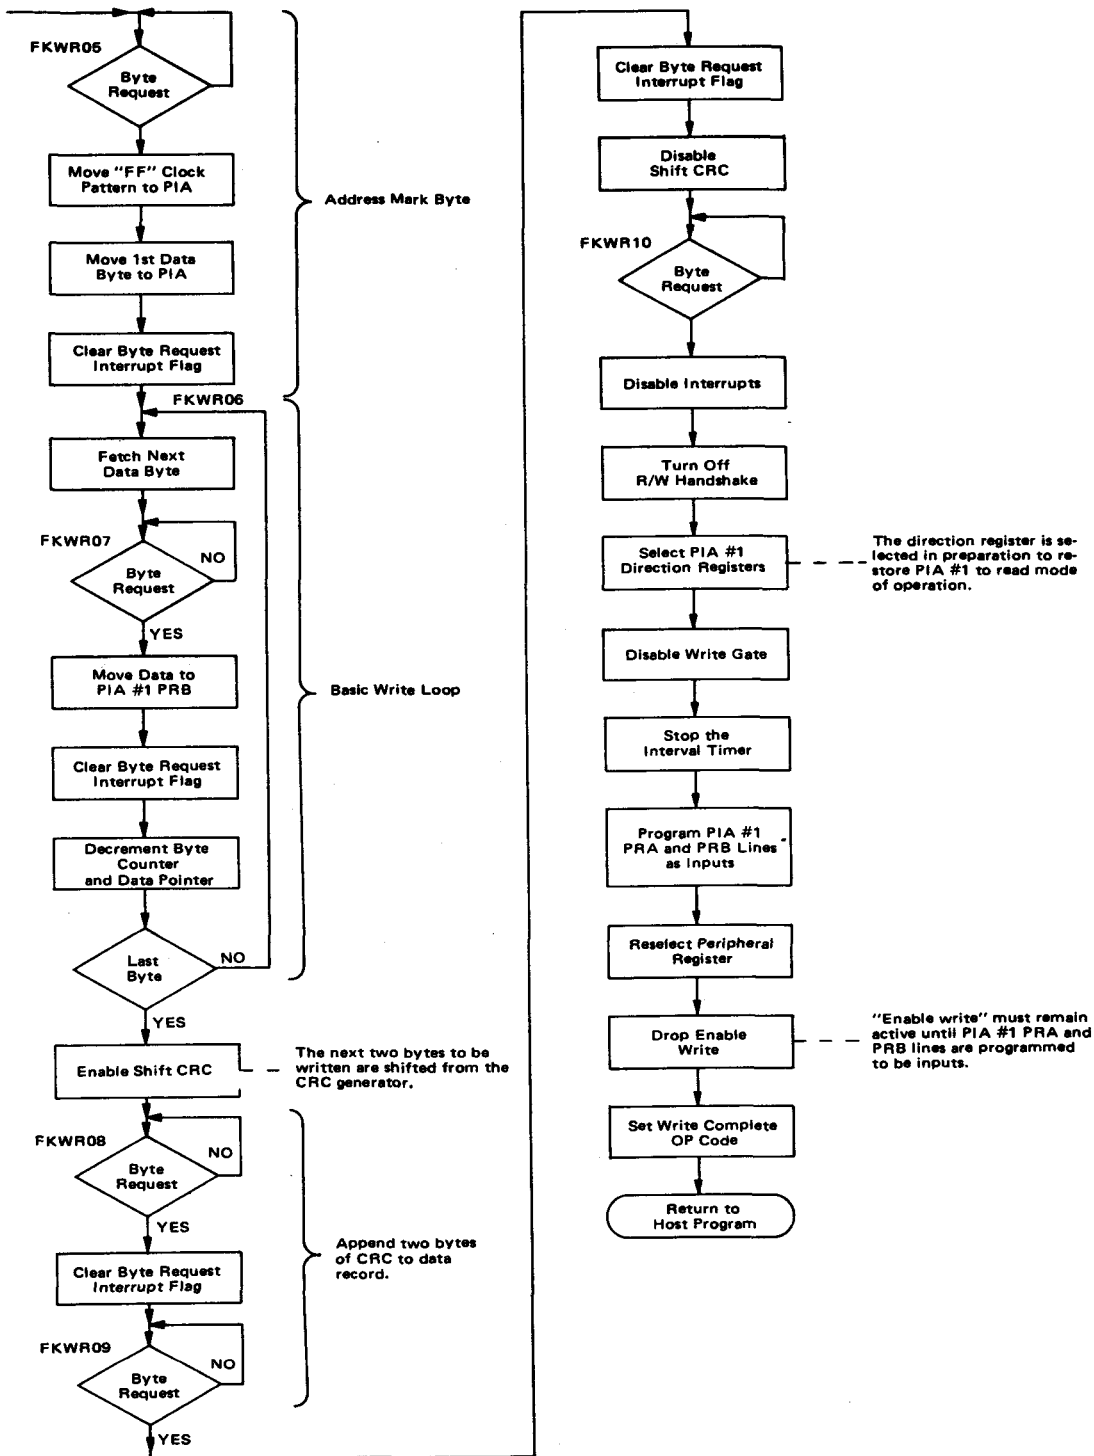 FKWR05
Byte
Request
Move "FF" Clock
Pattern to PIA
Address Mark Byte
Move 1st Data
Byte to PIA
Clear Byte Request
Interrupt Flag
FKWR06
Fetch Next
Data Byte
FKWR07
NO
Byte
Request
YES
Move Data to
PIA #1 PRB
Basic Write Loop
Clear Byte Request
Interrupt Flag
Decrement Byte
Counter
and Data Pointer
Last
Byte
NO
YES
Enable Shift CRC
The next two bytes to be
written are shifted from the
CRC generator.
FKWR08
NO
Byte
Request
YES
Append two bytes
of CRC to data
record.
Clear Byte Request
Interrupt Flag
FKWR09
NO
Byte
Request
YES
Clear Byte Request
Interrupt Flag
Disable
Shift CRC
FKWR10
Byte
Request
Disable Interrupts
Turn Off
R/W Handshake
Select PIA #1
Direction Registers
The direction register is se-
lected in preparation to re-
store PIA #1 to read mode
of operation.
Disable Write Gate
Stop the
Interval Timer
Program PIA #1
PRA and PRB Lines
as Inputs
Reselect Peripheral
Register
Drop Enable
Write
"Enable write" must remain
active until PIA #1 PRA and
PRB lines are programmed
to be inputs.
Set Write Complete
OP Code
Return to
Host Program